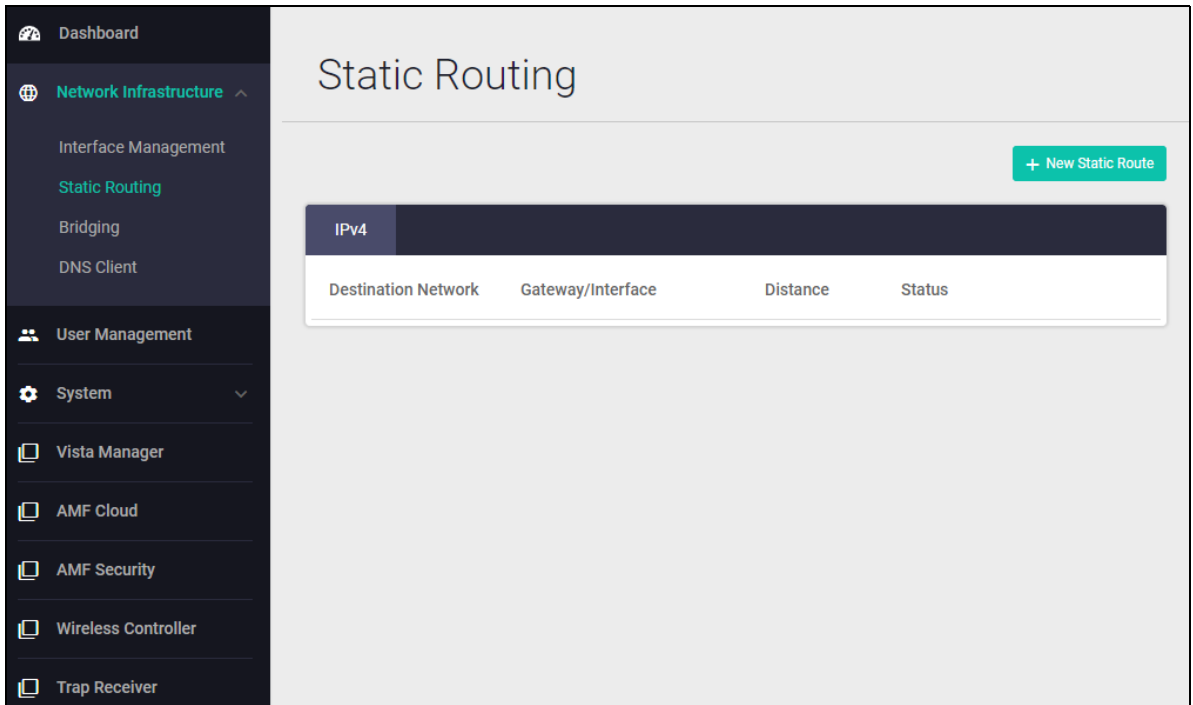 Dashboard
Network Infrastructure
Interface Management
Static Routing
Bridging
DNS Client
User Management
System
Vista Manager
AMF Cloud
AMF Security
Wireless Controller
Trap Receiver
Static Routing
+ New Static Route
IPv4
Destination Network Gateway/Interface Distance Status